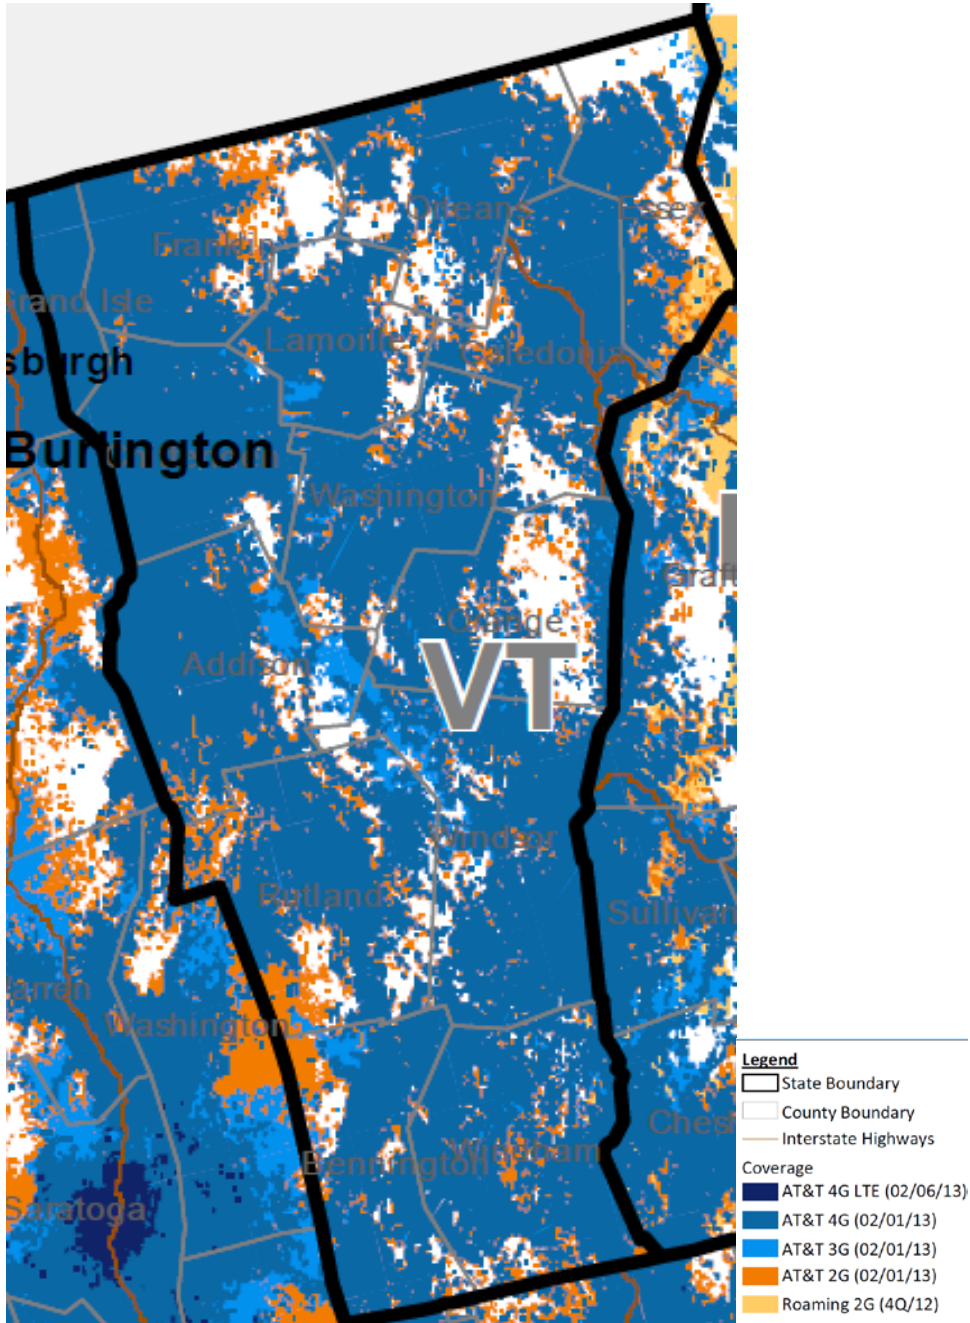 Orleans
Essex
Franklin
Grand Isle
Lamoille
Caledonia
sburgh
Burlington
Washington
Graft
Orange
Addison
VT
Windsor
Rutland
Sullivan
arren
Washington
Ches
Windham
Bennington
Saratoga
Legend
State Boundary
County Boundary
Interstate Highways
Coverage
AT&T 4G LTE (02/06/13)
AT&T 4G (02/01/13)
AT&T 3G (02/01/13)
AT&T 2G (02/01/13)
Roaming 2G (4Q/12)